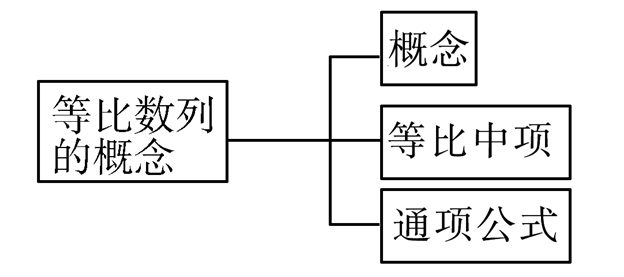 等比数列
的概念
概念
等比中项
通项公式